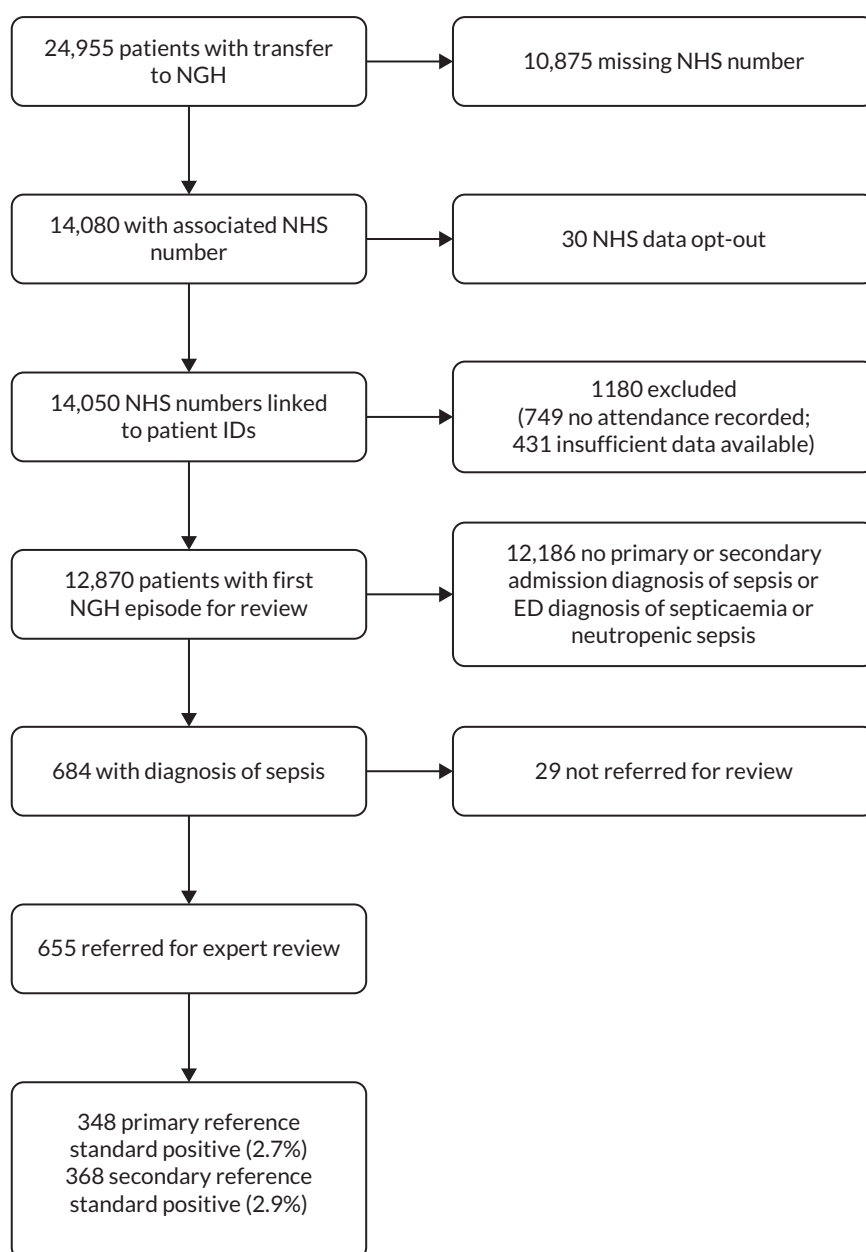 24,955 patients with transfer
to NGH
10,875 missing NHS number
14,080 with associated NHS
number
30 NHS data opt-out
14,050 NHS numbers linked
to patient IDs
1180 excluded
(749 no attendance recorded;
431 insufficient data available)
12,870 patients with first
NGH episode for review
12,186 no primary or secondary
admission diagnosis of sepsis or
ED diagnosis of septicaemia or
neutropenic sepsis
684 with diagnosis of sepsis
29 not referred for review
655 referred for expert review
348 primary reference
standard positive (2.7%)
368 secondary reference
standard positive (2.9%)